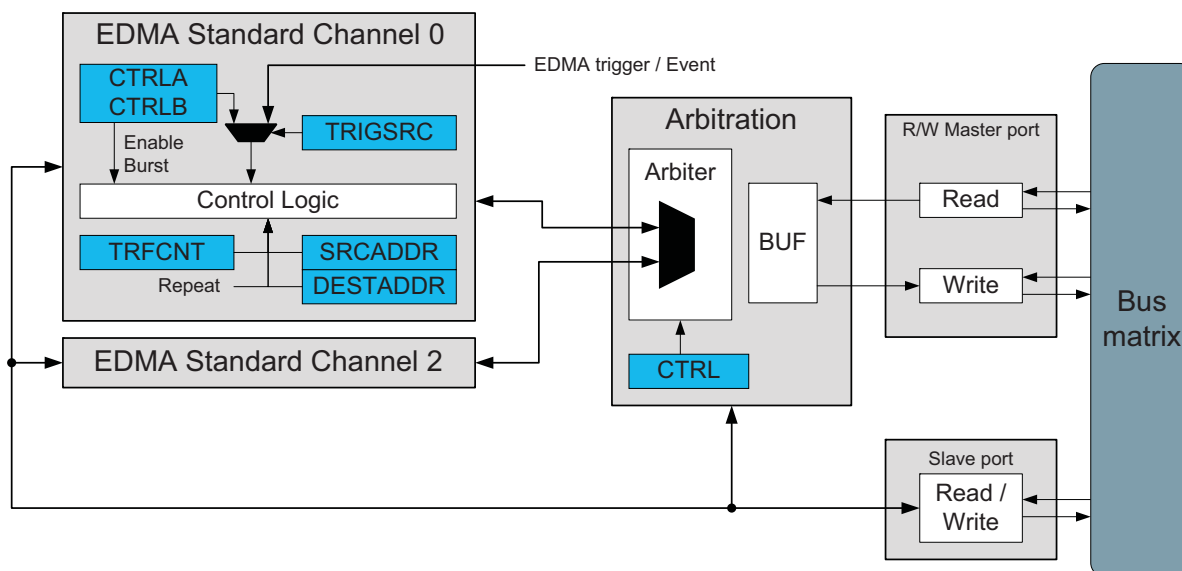 EDMA Standard Channel 0
CTRLA
CTRLB
EDMA trigger / Event
TRIGSRC
Enable
Burst
Control Logic
TRFCNT
SRCADDR
Repeat
DESTADDR
EDMA Standard Channel 2
Arbitration
Arbiter
BUF
CTRL
R/W Master port
Read
Write
Slave port
Read /
Write
Bus
matrix